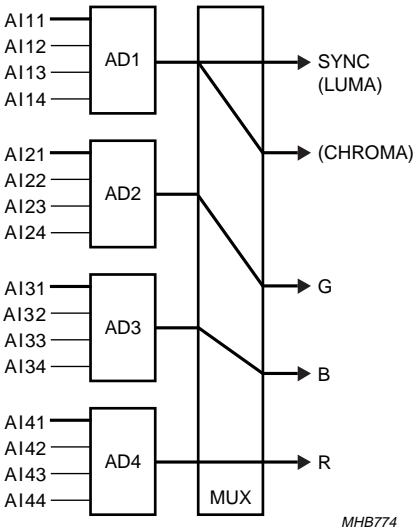 AI11
AI12
AI13
AI14
AD1
SYNC
(LUMA)
(CHROMA)
AI21
AI22
AI23
AI24
AD2
G
AI31
AI32
AI33
AI34
AD3
B
AI41
AI42
AI43
AI44
AD4
R
MUX
MHB774